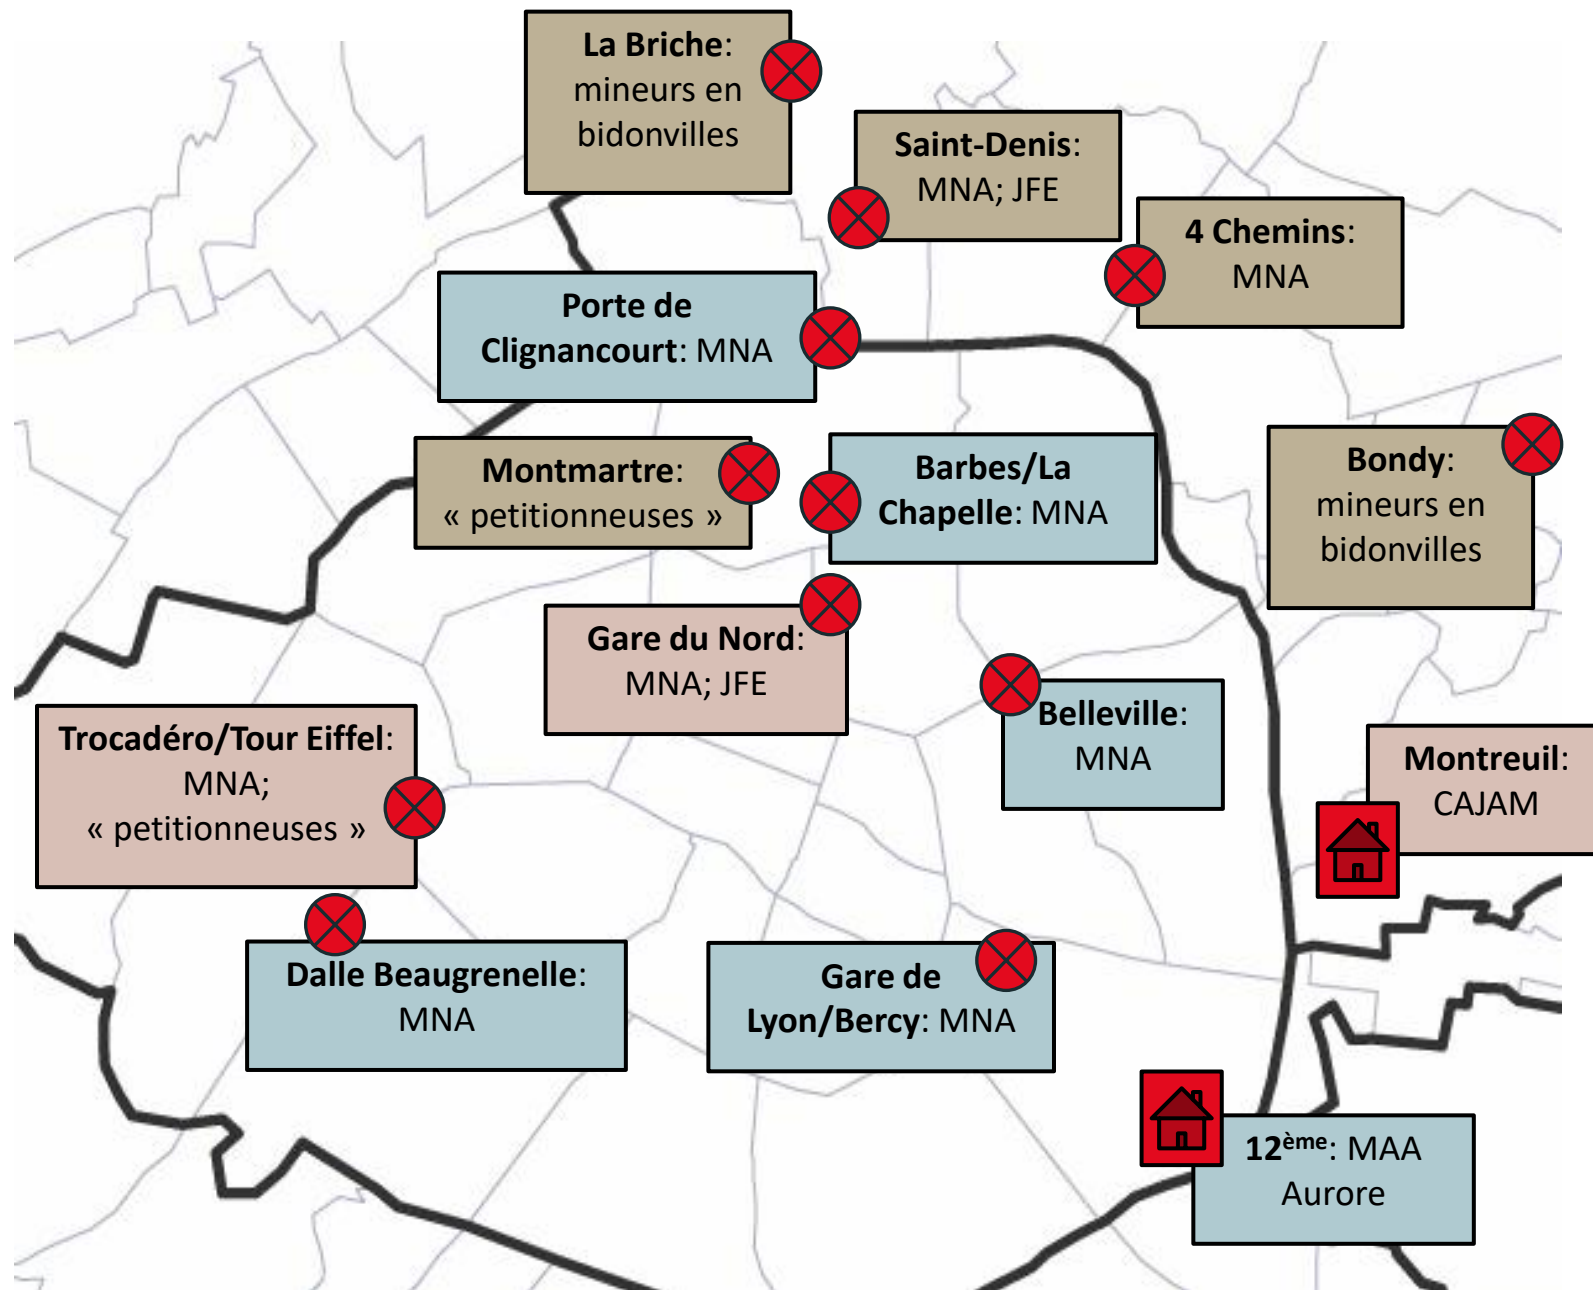 La Briche:
mineurs en
bidonvilles
Saint-Denis:
MNA; JFE
4 Chemins:
MNA
Porte de
Clignancourt: MNA
Montmartre:
« petitionneuses »
Barbes/La
Chapelle: MNA
Bondy:
mineurs en
bidonvilles
Gare du Nord:
MNA; JFE
Belleville:
MNA
Trocadéro/Tour Eiffel:
MNA;
« petitionneuses »
Montreuil:
CAJAM
Dalle Beaugrenelle:
MNA
Gare de
Lyon/Bercy: MNA
12ème: MAA
Aurore